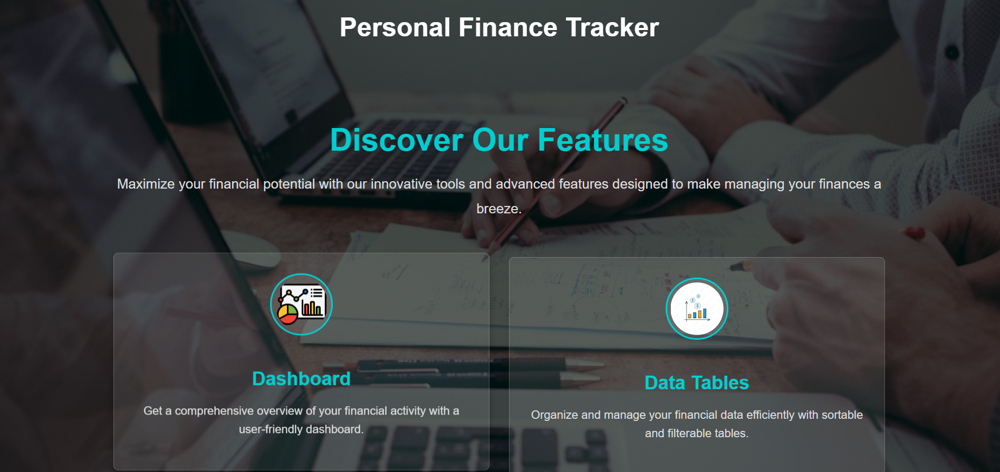 Personal Finance Tracker
Discover Our Features
Maximize your financial potential with our innovative tools and advanced features designed to make managing your finances a
breeze.
Dashboard
Get a comprehensive overview of your financial activity with a
user-friendly dashboard.
Data Tables
Organize and manage your financial data efficiently with sortable
and filterable tables.